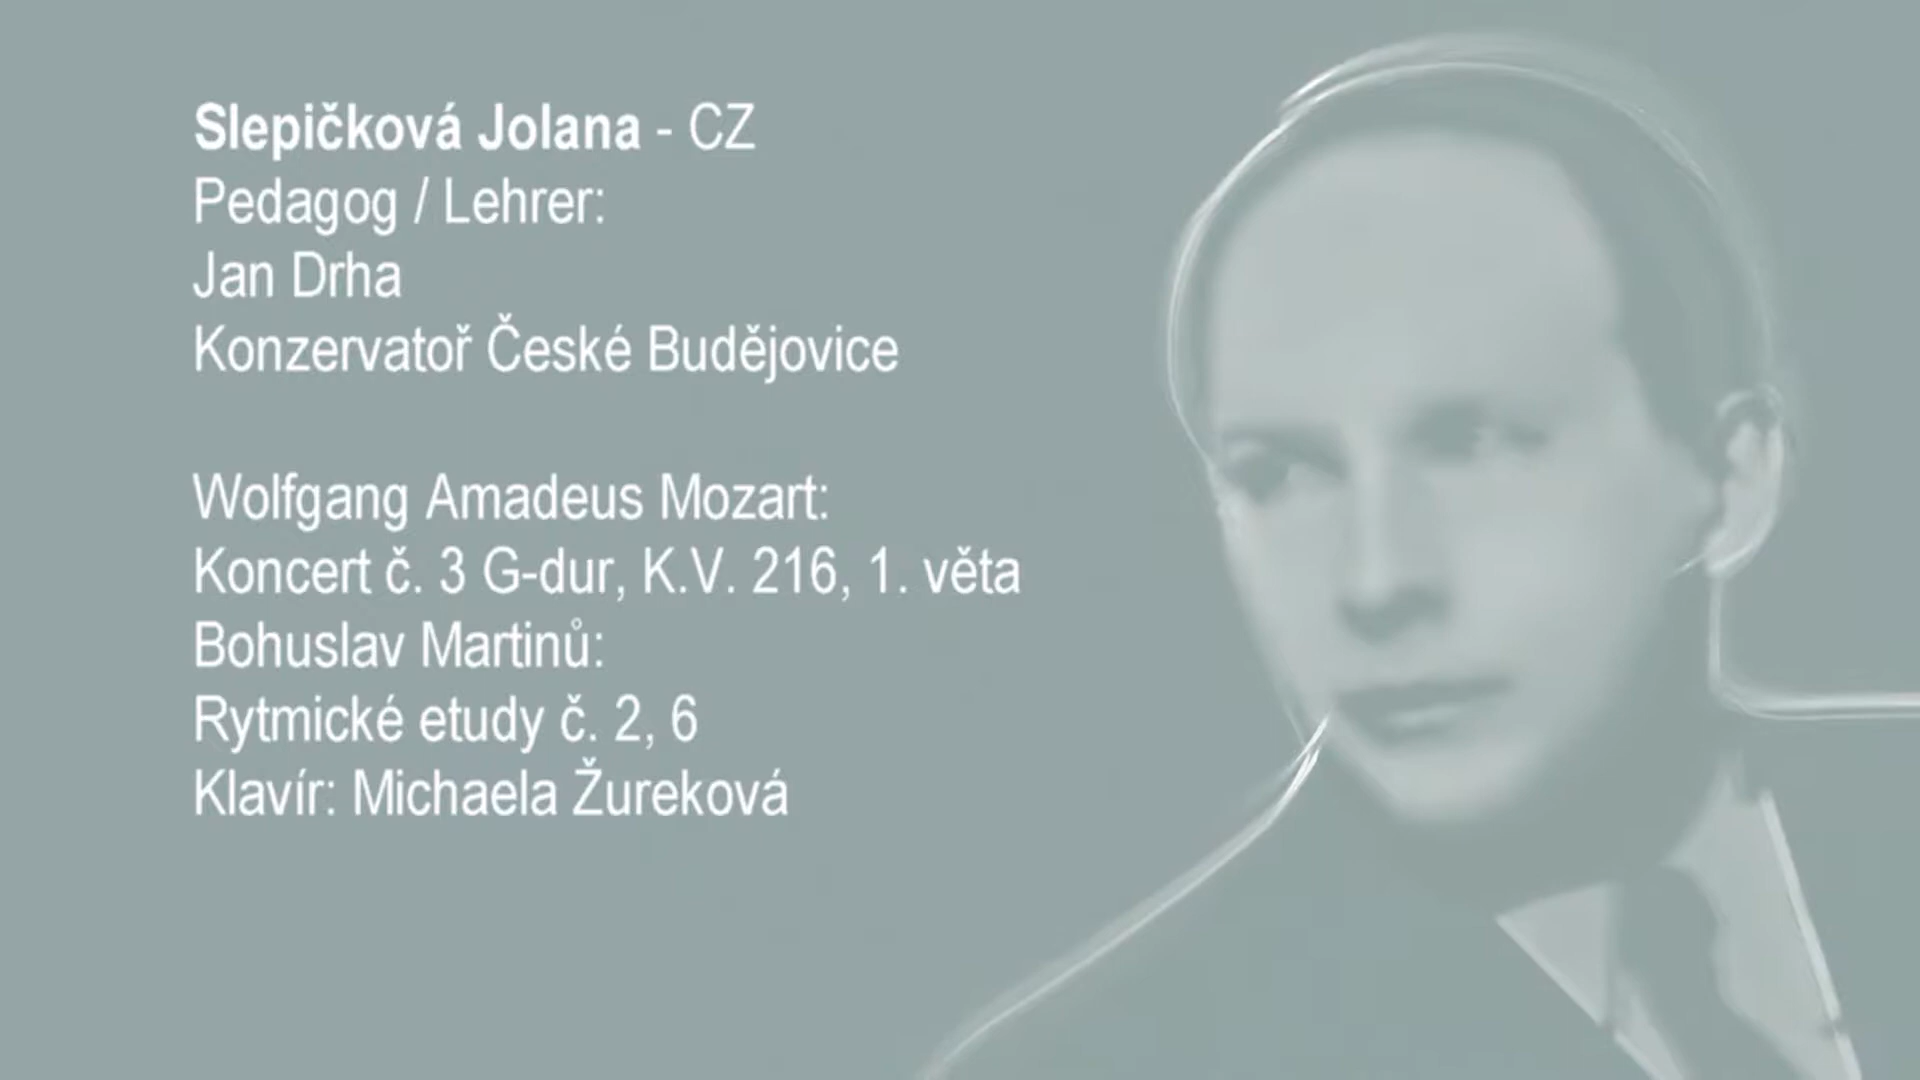 Slepičková Jolana - CZ
Pedagog / Lehrer:
Jan Drha
Konzervatoř České Budějovice
Wolfgang Amadeus Mozart:
Koncert č. 3 G-dur, K.V. 216, 1. věta
Bohuslav Martinů:
Rytmické etudy č. 2, 6
Klavír: Michaela Žureková